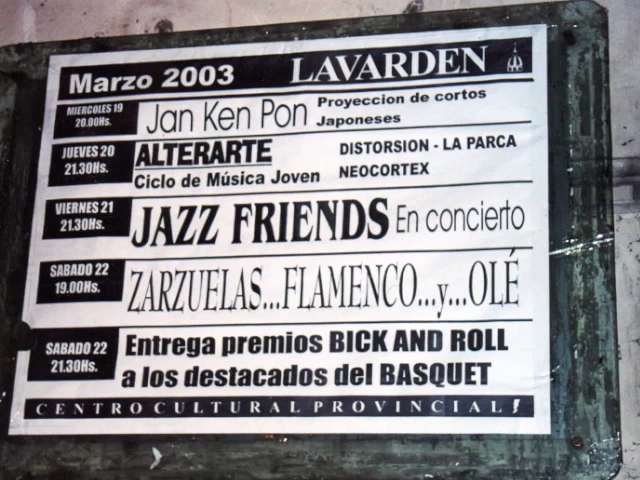 Marzo 2003 LAVARDEN
MIERCOLES 19
20.00Hs.
Jan Ken Pon
Proyeccion de cortos
Japoneses
JUEVES 20
21.30Hs.
ALTERARTE
Ciclo de Música Joven
DISTORSION - LA PARCA
NEOCORTEX
VIERNES 21
21.30Hs.
JAZZ FRIENDS En concierto
SABADO 22
19.00Hs.
ZARZUELAS...FLAMENCO...y...OLÉ
SABADO 22
21.30Hs.
Entrega premios BICK AND ROLL
a los destacados del BASQUET
CENTRO CULTURAL PROVINCIAL